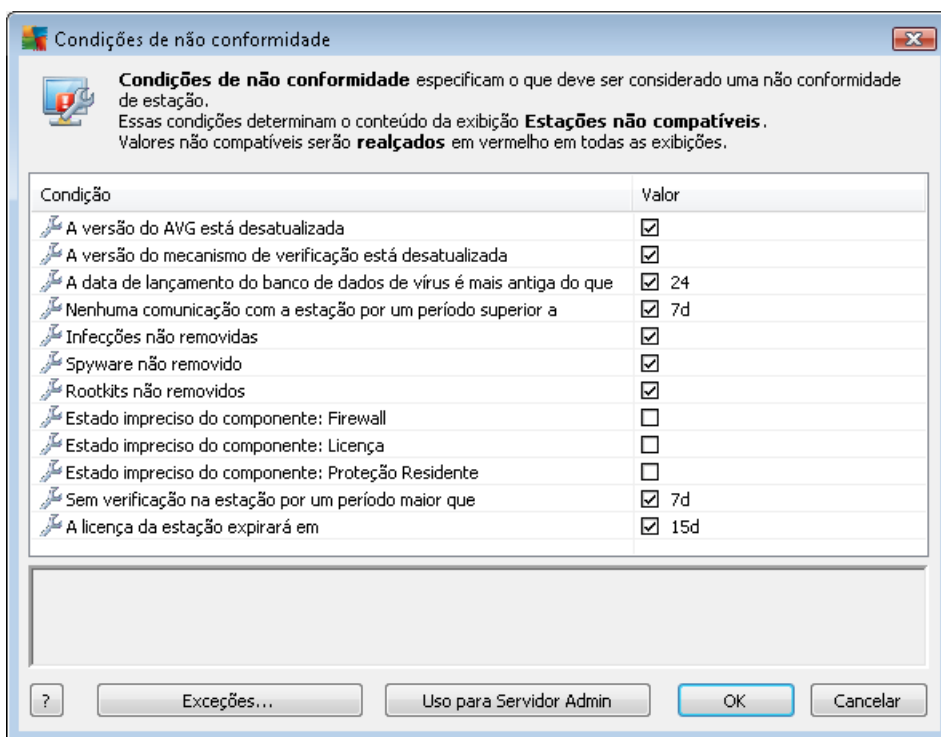 Condições de não conformidade
Condições de não conformidade especificam o que deve ser considerado uma não conformidade
de estação.
Essas condições determinam o conteúdo da exibição Estações não compatíveis.
Valores não compatíveis serão realçados em vermelho em todas as exibições.
Condição Valor
A versão do AVG está desatualizada
A versão do mecanismo de verificação está desatualizada
A data de lançamento do banco de dados de vírus é mais antiga do que 24
Nenhuma comunicação com a estação por um período superior a 7d
Infecções não removidas
Spyware não removido
Rootkits não removidos
Estado impreciso do componente: Firewall
Estado impreciso do componente: Licença
Estado impreciso do componente: Proteção Residente
Sem verificação na estação por um período maior que 7d
A licença da estação expirará em 15d
? Exceções... Uso para Servidor Admin OK Cancelar